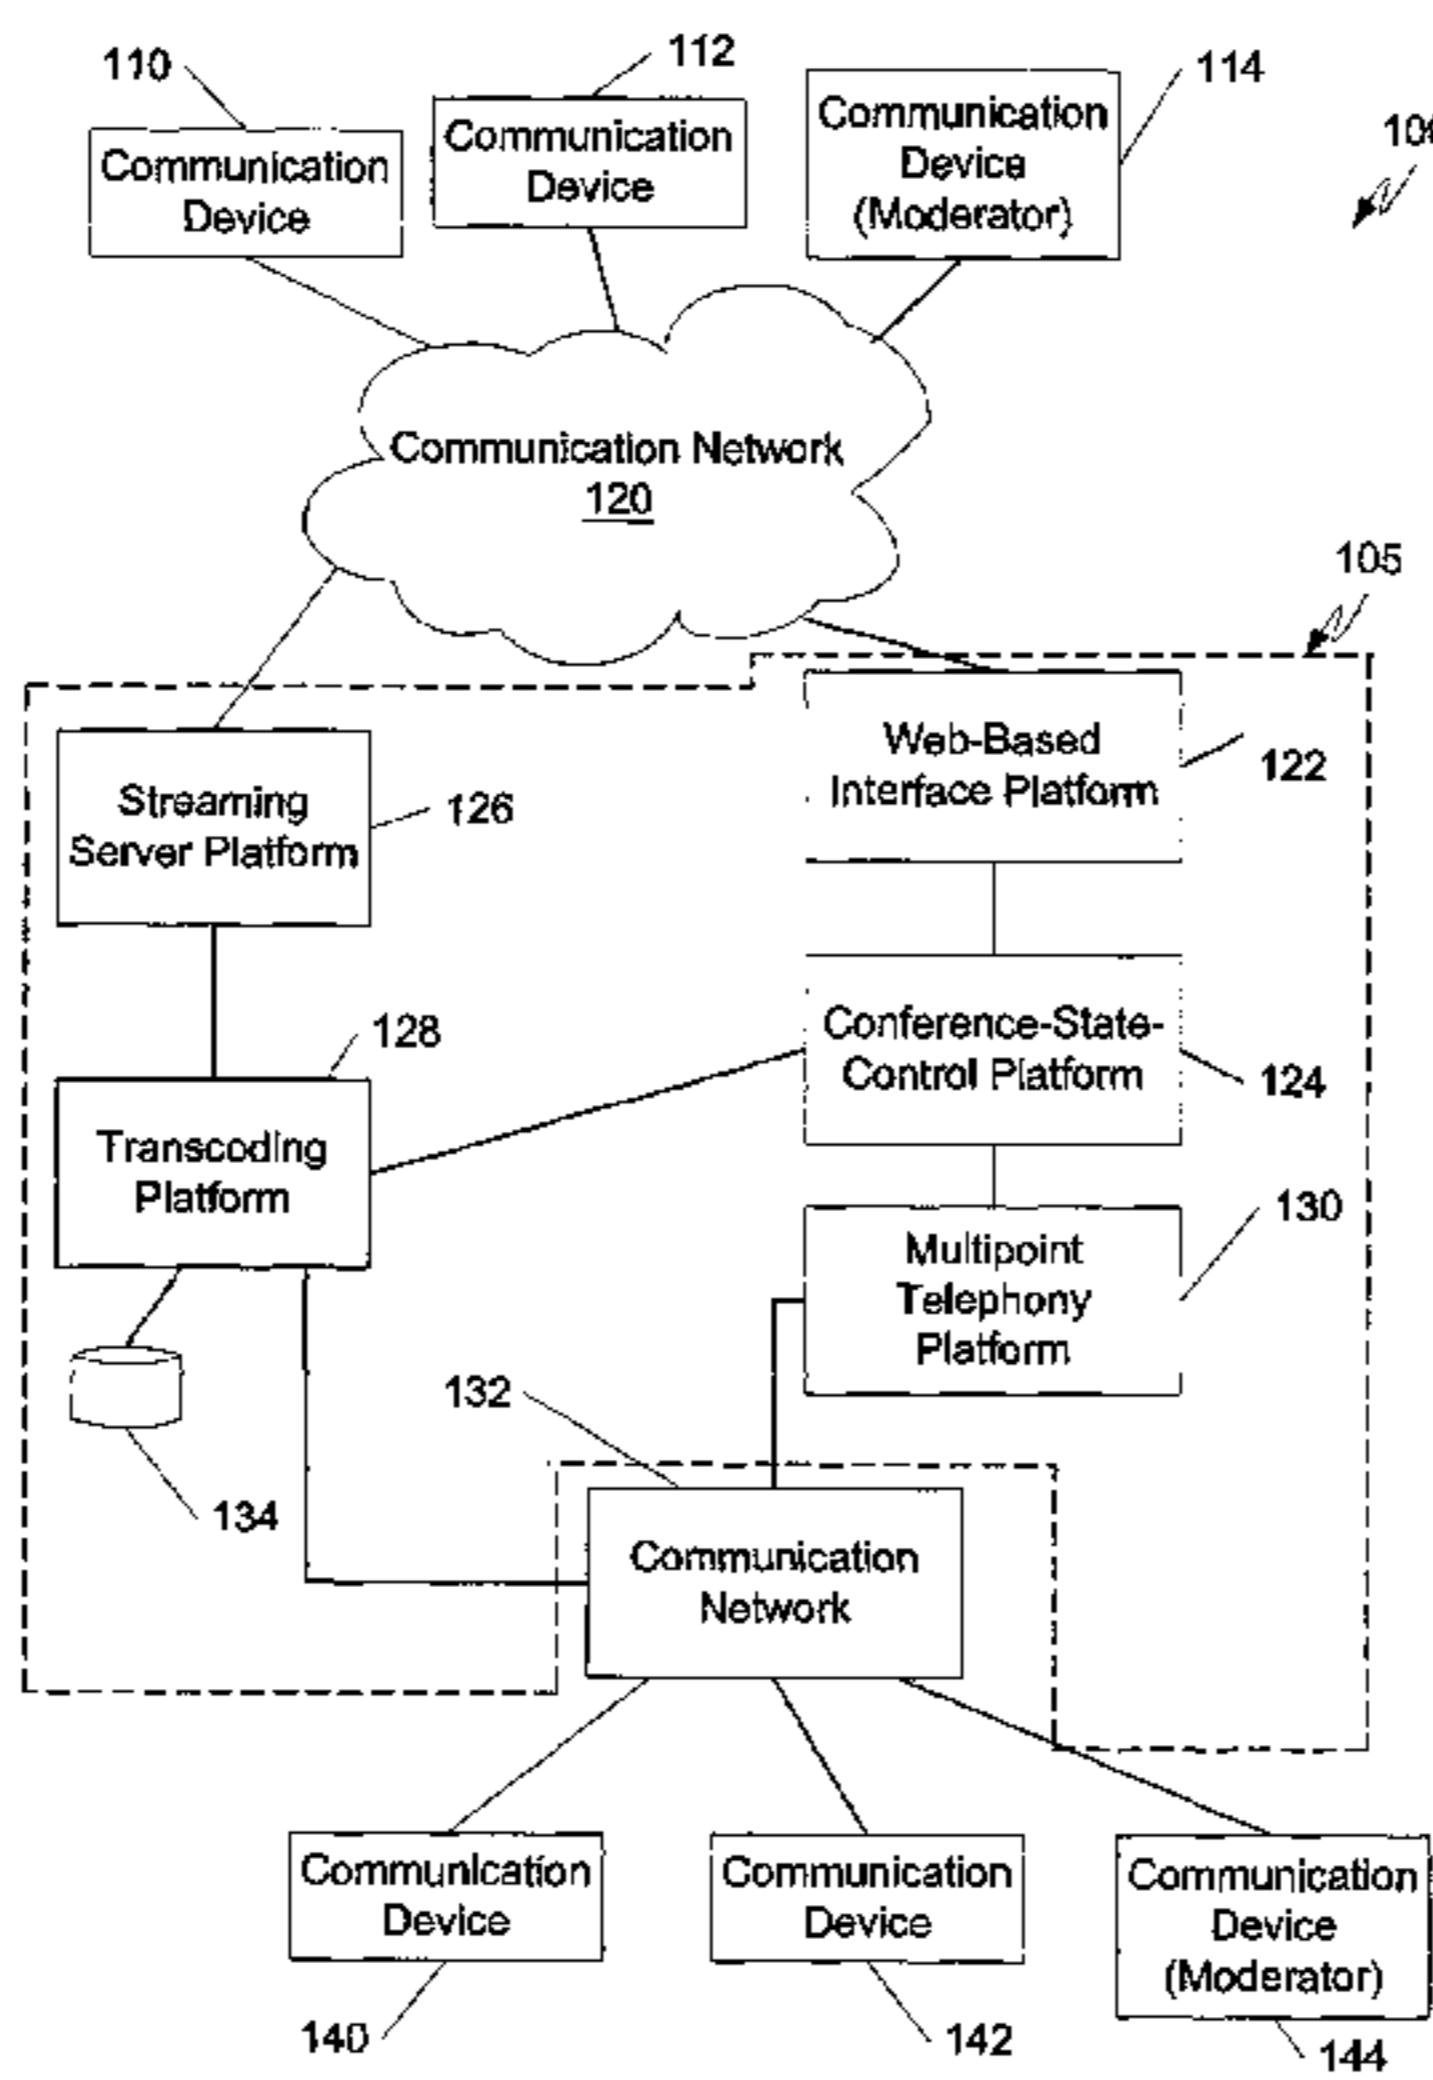 110
112
114
Communication
Device
Communication
Device
Communication
Device
(Moderator)
Communication Network
120
105
Web-Based
Interface Platform
122
Streaming
Server Platform
126
Conference-State-
Control Platform
124
128
Transcoding
Platform
130
Multipoint
Telephony
Platform
132
134
Communication
Network
Communication
Device
Communication
Device
Communication
Device
(Moderator)
140
142
144